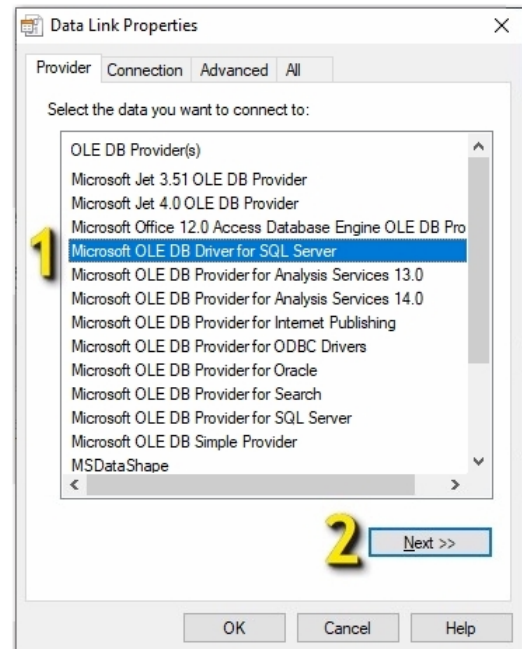 Data Link Properties
Provider Connection Advanced All
Select the data you want to connect to:
OLE DB Provider(s)
Microsoft Jet 3.51 OLE DB Provider
Microsoft Jet 4.0 OLE DB Provider
Microsoft Office 12.0 Access Database Engine OLE DB Pro
1
Microsoft OLE DB Driver for SQL Server
Microsoft OLE DB Provider for Analysis Services 13.0
Microsoft OLE DB Provider for Analysis Services 14.0
Microsoft OLE DB Provider for Internet Publishing
Microsoft OLE DB Provider for ODBC Drivers
Microsoft OLE DB Provider for Oracle
Microsoft OLE DB Provider for Search
Microsoft OLE DB Provider for SQL Server
Microsoft OLE DB Simple Provider
MSDataShape
2 Next >>
OK Cancel Help